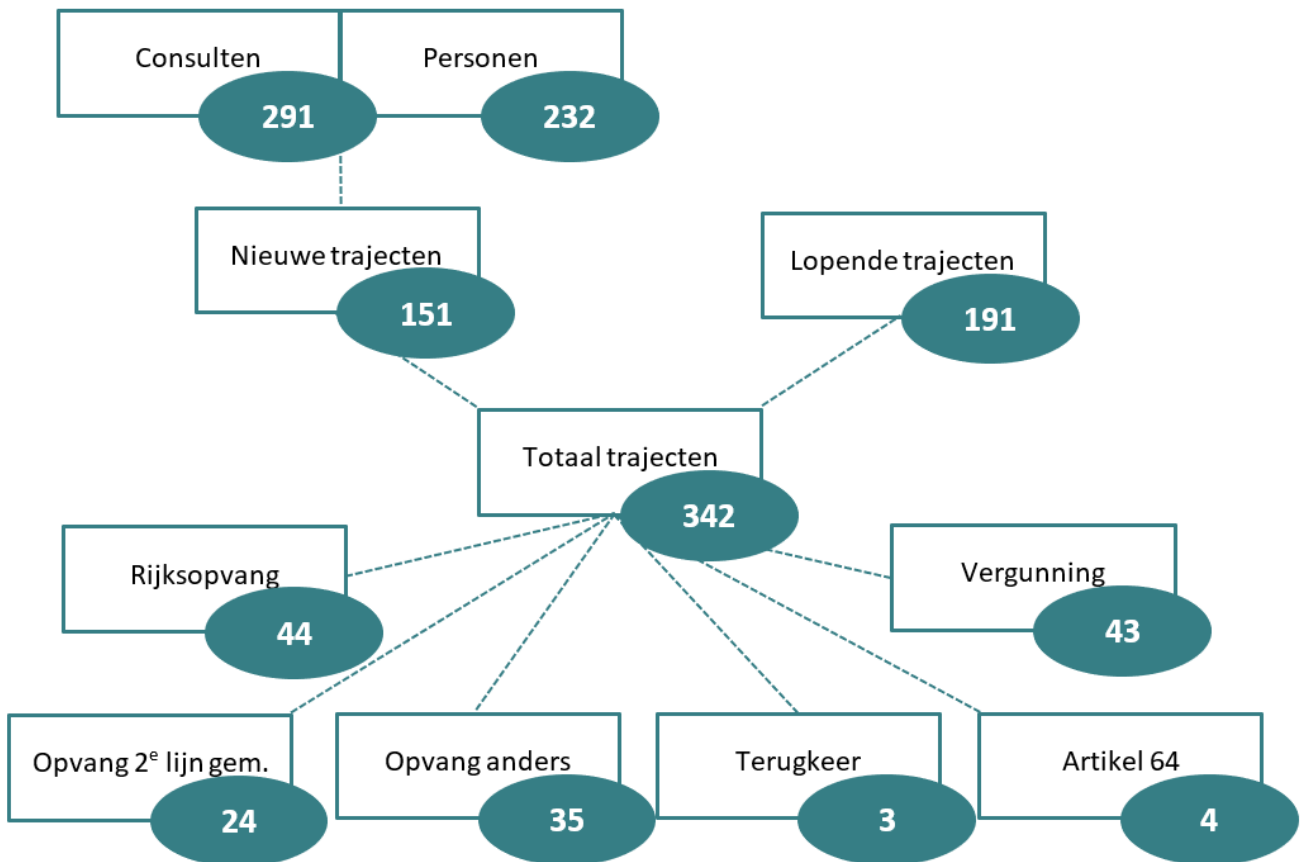 Consulten
291
Personen
232
Nieuwe trajecten
151
Lopende trajecten
191
Totaal trajecten
342
Rijksopvang
44
Vergunning
43
Opvang 2e lijn gem.
24
Opvang anders
35
Terugkeer
3
Artikel 64
4